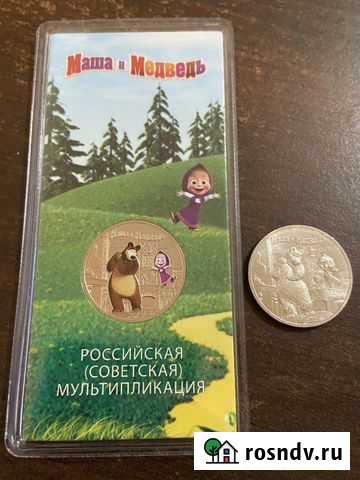 Маша и Медведь
РОССИЙСКАЯ
(СОВЕТСКАЯ)
МУЛЬТИПЛИКАЦИЯ
rosndv.ru